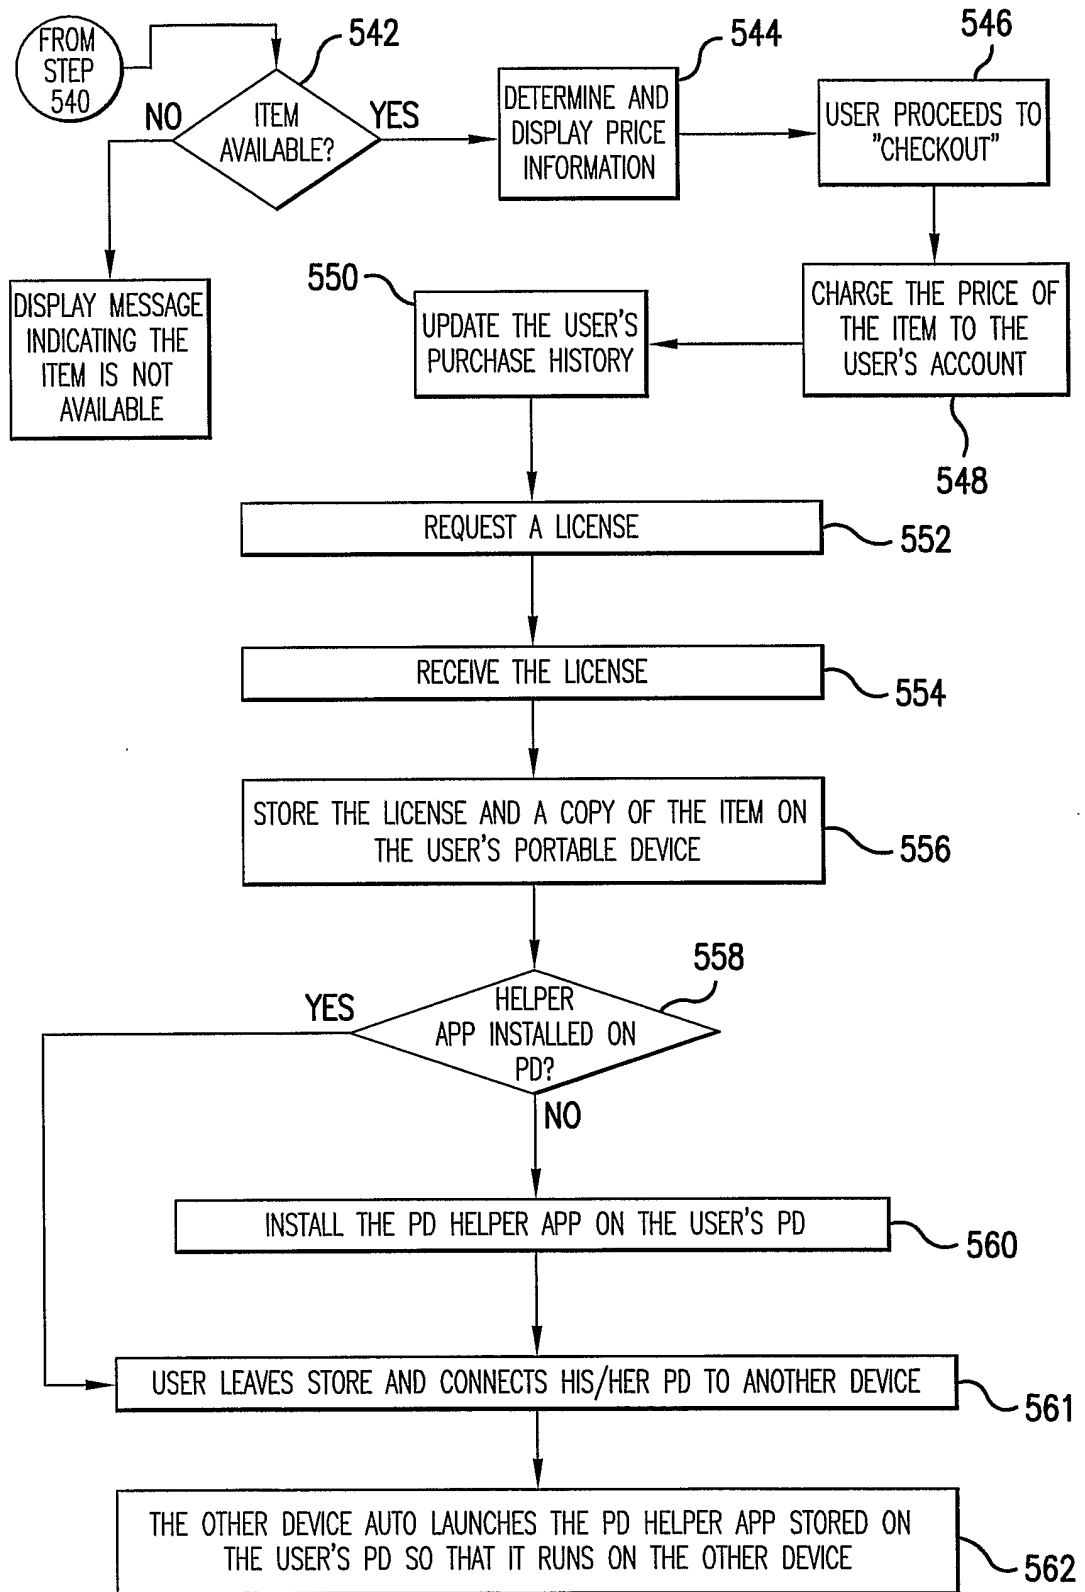 FROM
STEP
540
542
ITEM
AVAILABLE?
NO
YES
544
DETERMINE AND
DISPLAY PRICE
INFORMATION
546
USER PROCEEDS TO
"CHECKOUT"
DISPLAY MESSAGE
INDICATING THE
ITEM IS NOT
AVAILABLE
550
UPDATE THE USER'S
PURCHASE HISTORY
CHARGE THE PRICE OF
THE ITEM TO THE
USER'S ACCOUNT
548
REQUEST A LICENSE
552
RECEIVE THE LICENSE
554
STORE THE LICENSE AND A COPY OF THE ITEM ON
THE USER'S PORTABLE DEVICE
556
558
YES
HELPER
APP INSTALLED ON
PD?
NO
INSTALL THE PD HELPER APP ON THE USER'S PD
560
USER LEAVES STORE AND CONNECTS HIS/HER PD TO ANOTHER DEVICE
561
THE OTHER DEVICE AUTO LAUNCHES THE PD HELPER APP STORED ON
THE USER'S PD SO THAT IT RUNS ON THE OTHER DEVICE
562